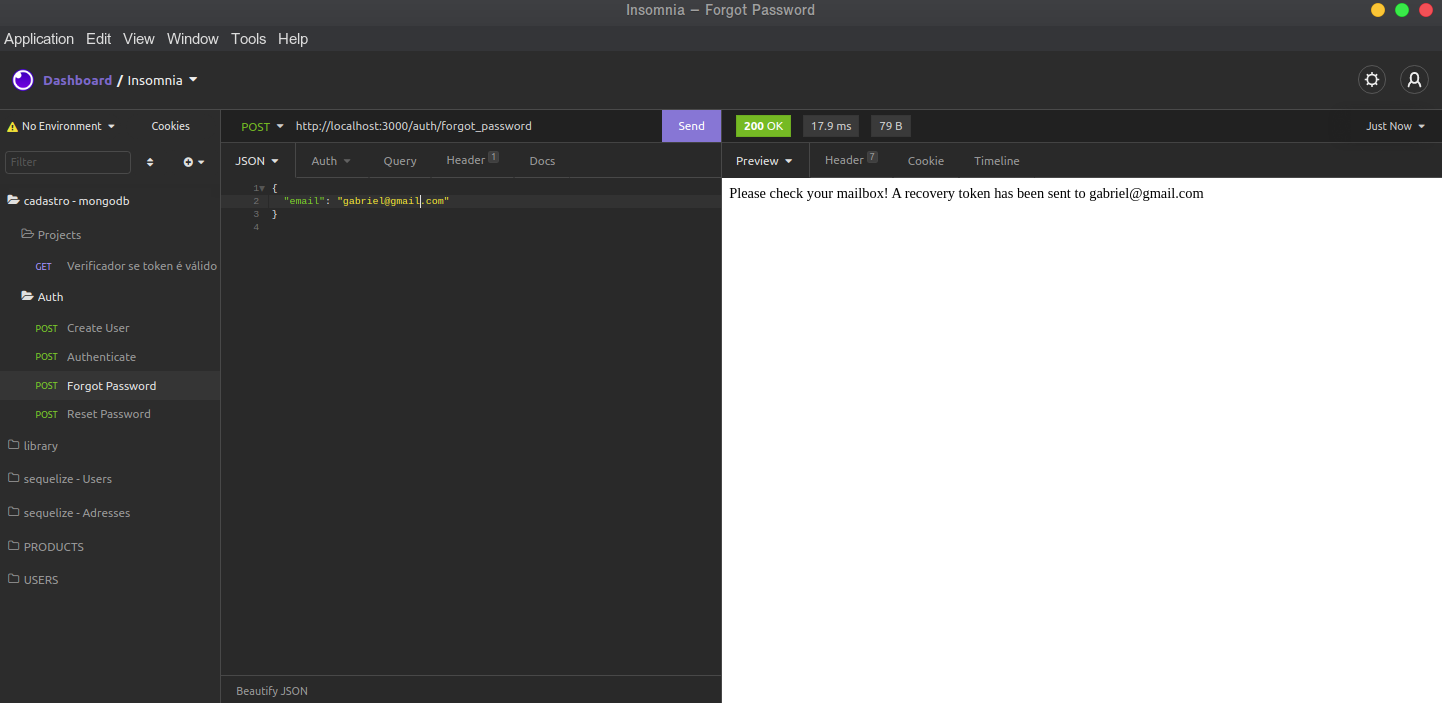 Insomnia – Forgot Password
Application Edit View Window Tools Help
Dashboard / Insomnia
No Environment Cookies
POST http://localhost:3000/auth/forgot_password Send
200 OK 17.9 ms 79 B Just Now
Filter
JSON Auth Query Header 1 Docs
Preview Header 7 Cookie Timeline
cadastro - mongodb
Projects
GET Verificador se token é válido
Auth
POST Create User
POST Authenticate
POST Forgot Password
POST Reset Password
library
sequelize - Users
sequelize - Adresses
PRODUCTS
USERS
1 {
2 "email": "gabriel@gmail.com"
3 }
4
Beautify JSON
Please check your mailbox! A recovery token has been sent to gabriel@gmail.com